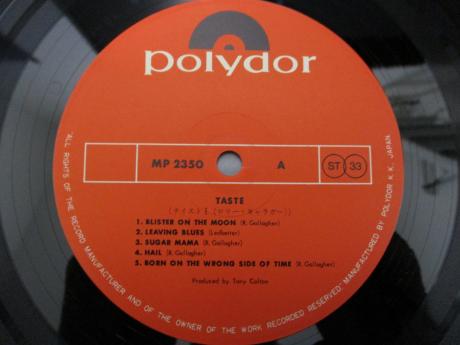 polydor
MP 2350 A ST 33
TASTE
(テイスト I.(ロリー・ギャラガー))
1. BLISTER ON THE MOON (R. Gallagher)
2. LEAVING BLUES (Ledbetter)
3. SUGAR MAMA (R. Gallagher)
4. HAIL (R. Gallagher)
5. BORN ON THE WRONG SIDE OF TIME (R. Gallagher)
Produced by Tony Colton
"ALL RIGHTS OF THE RECORD MANUFACTURER AND OF THE OWNER OF THE WORK RECORDED RESERVED" MANUFACTURED BY POLYDOR K.K. JAPAN.